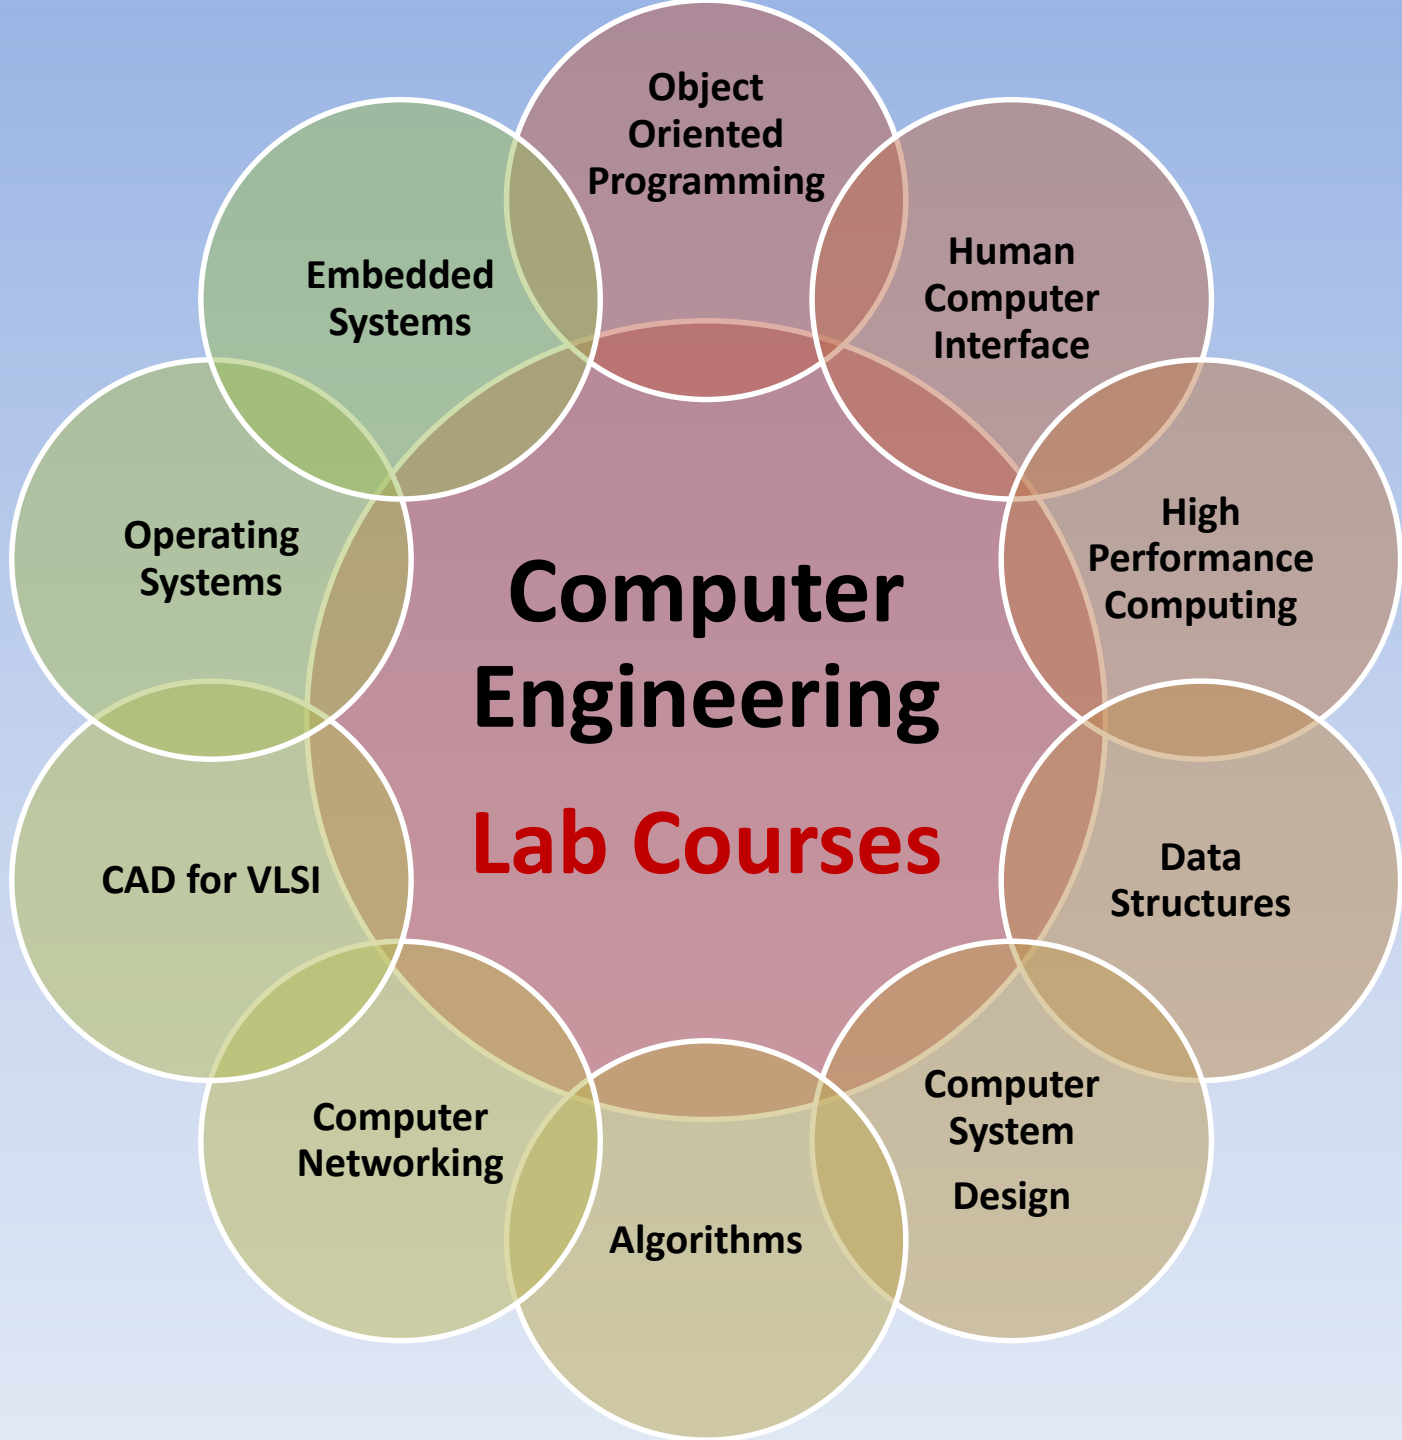 Object
Oriented
Programming
Human
Computer
Interface
High
Performance
Computing
Data
Structures
Computer
System
Design
Algorithms
Computer
Networking
CAD for VLSI
Operating
Systems
Embedded
Systems
Computer
Engineering
Lab Courses